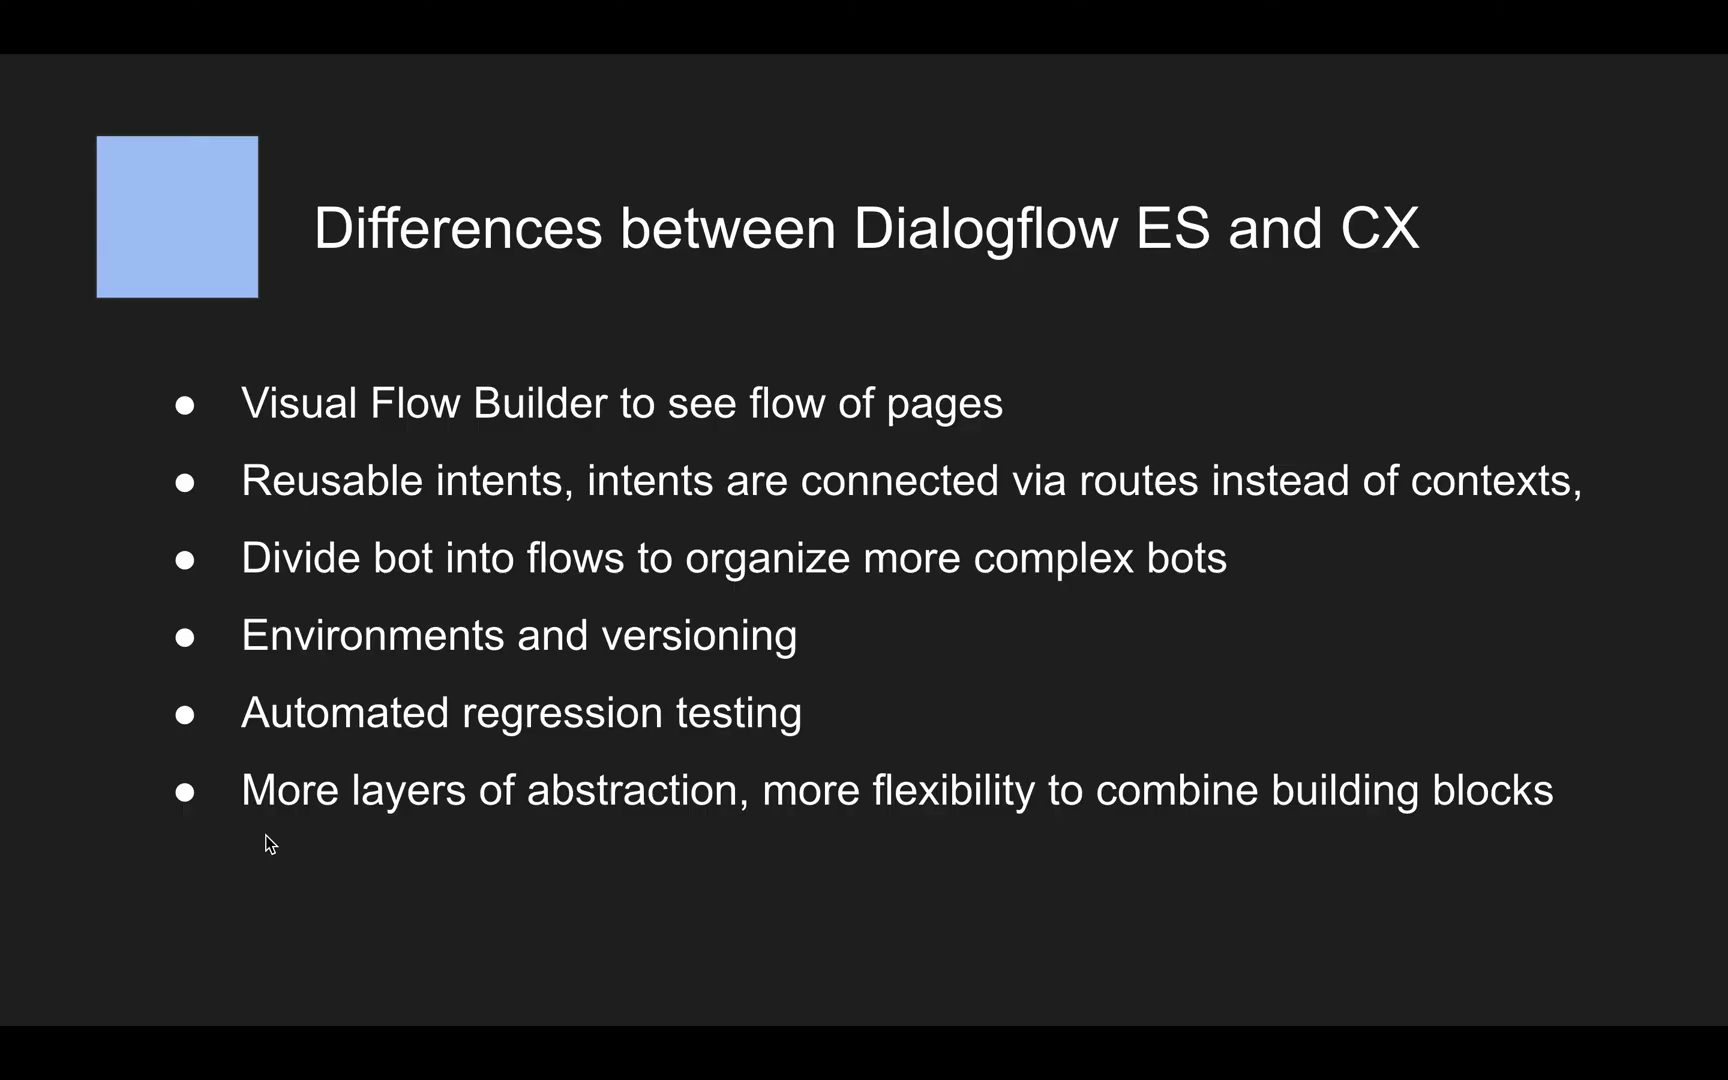 Differences between Dialogflow ES and CX
● Visual Flow Builder to see flow of pages
● Reusable intents, intents are connected via routes instead of contexts,
● Divide bot into flows to organize more complex bots
● Environments and versioning
● Automated regression testing
● More layers of abstraction, more flexibility to combine building blocks